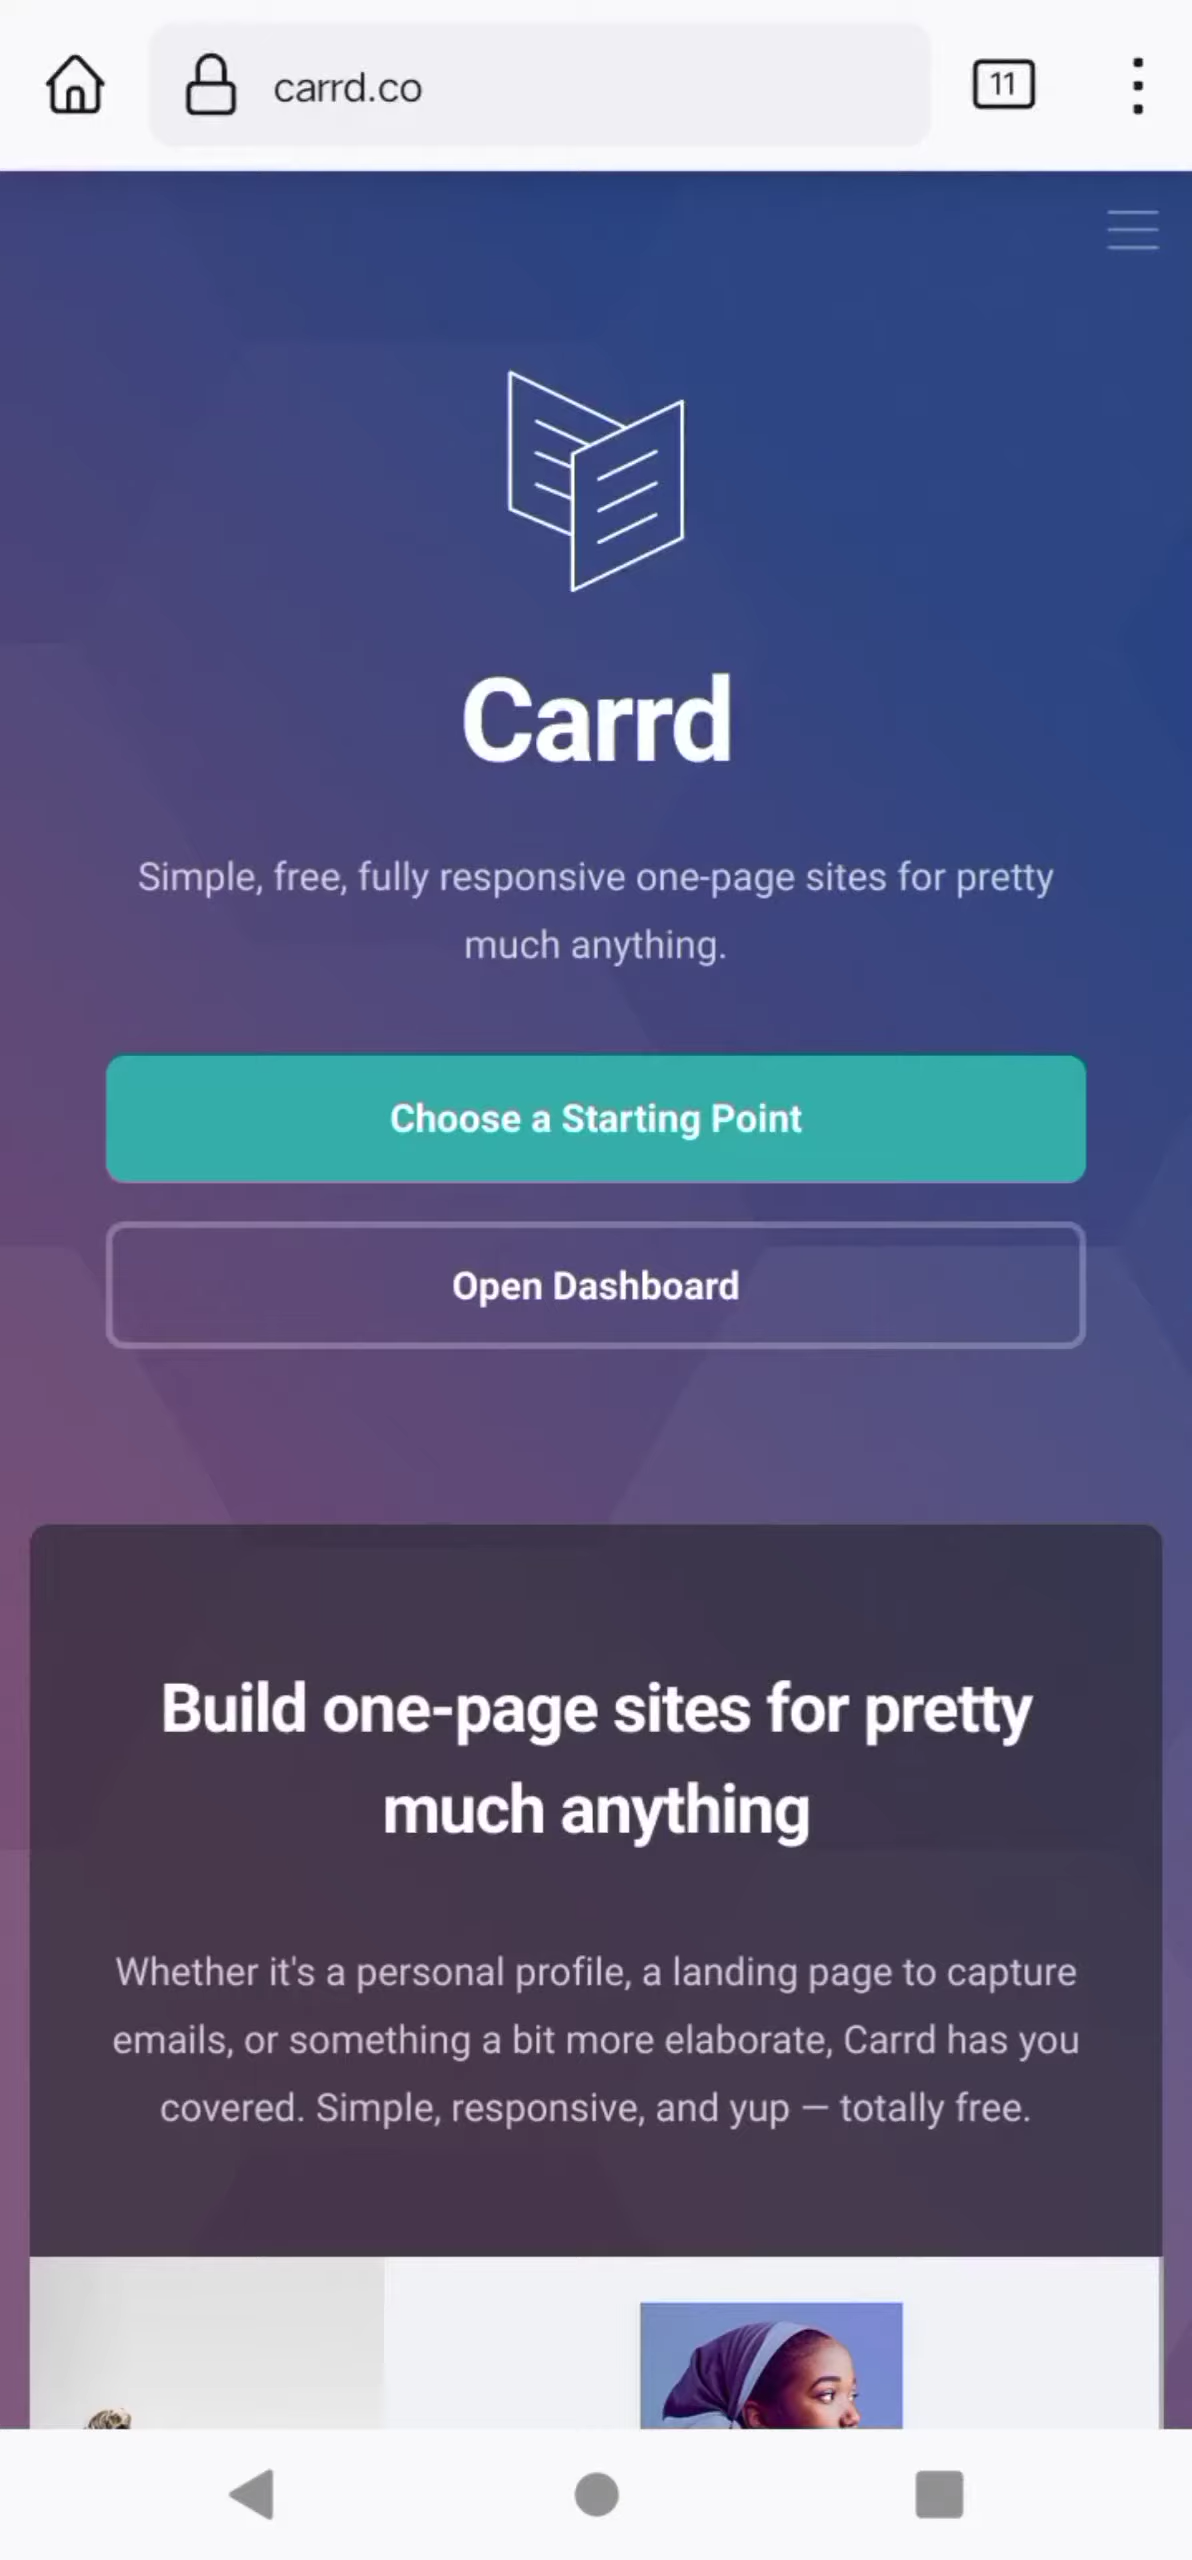 carrd.co
11
Carrd
Simple, free, fully responsive one-page sites for pretty
much anything.
Choose a Starting Point
Open Dashboard
Build one-page sites for pretty
much anything
Whether it's a personal profile, a landing page to capture
emails, or something a bit more elaborate, Carrd has you
covered. Simple, responsive, and yup — totally free.